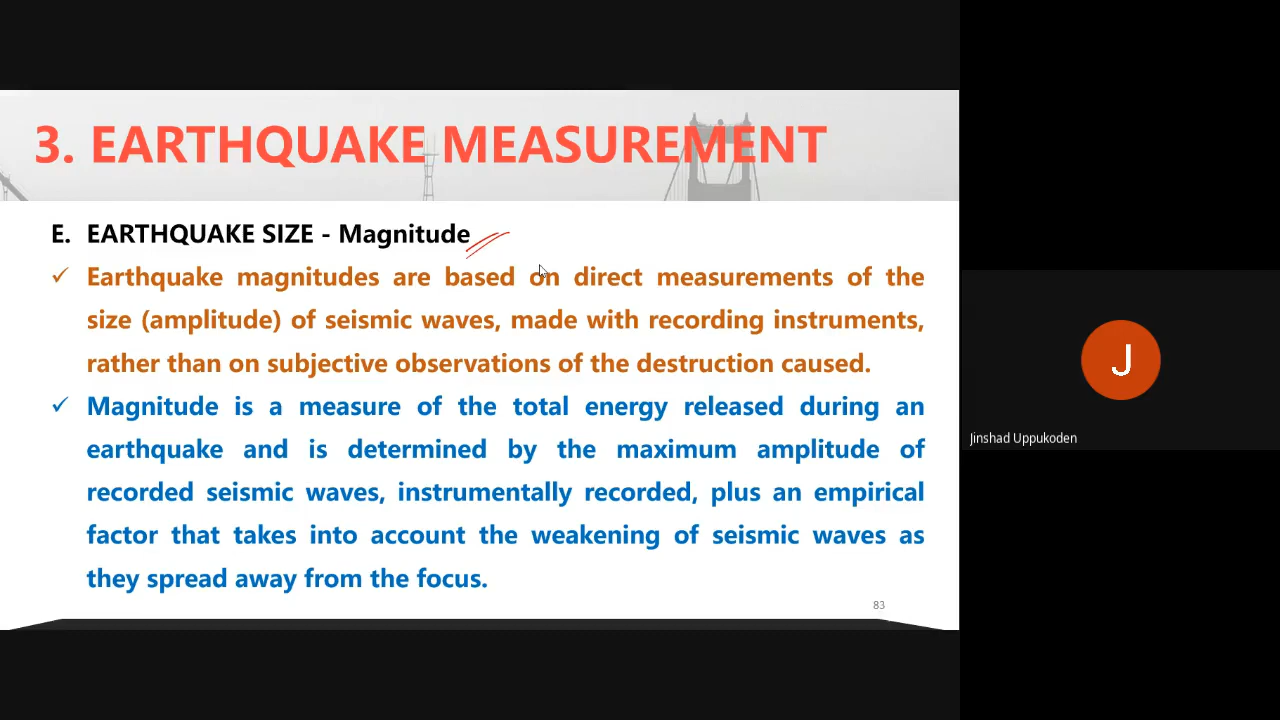 3. EARTHQUAKE MEASUREMENT
E. EARTHQUAKE SIZE - Magnitude
✓ Earthquake magnitudes are based on direct measurements of the
size (amplitude) of seismic waves, made with recording instruments,
rather than on subjective observations of the destruction caused.
✓ Magnitude is a measure of the total energy released during an
earthquake and is determined by the maximum amplitude of
recorded seismic waves, instrumentally recorded, plus an empirical
factor that takes into account the weakening of seismic waves as
they spread away from the focus.
83
J
Jinshad Uppukoden